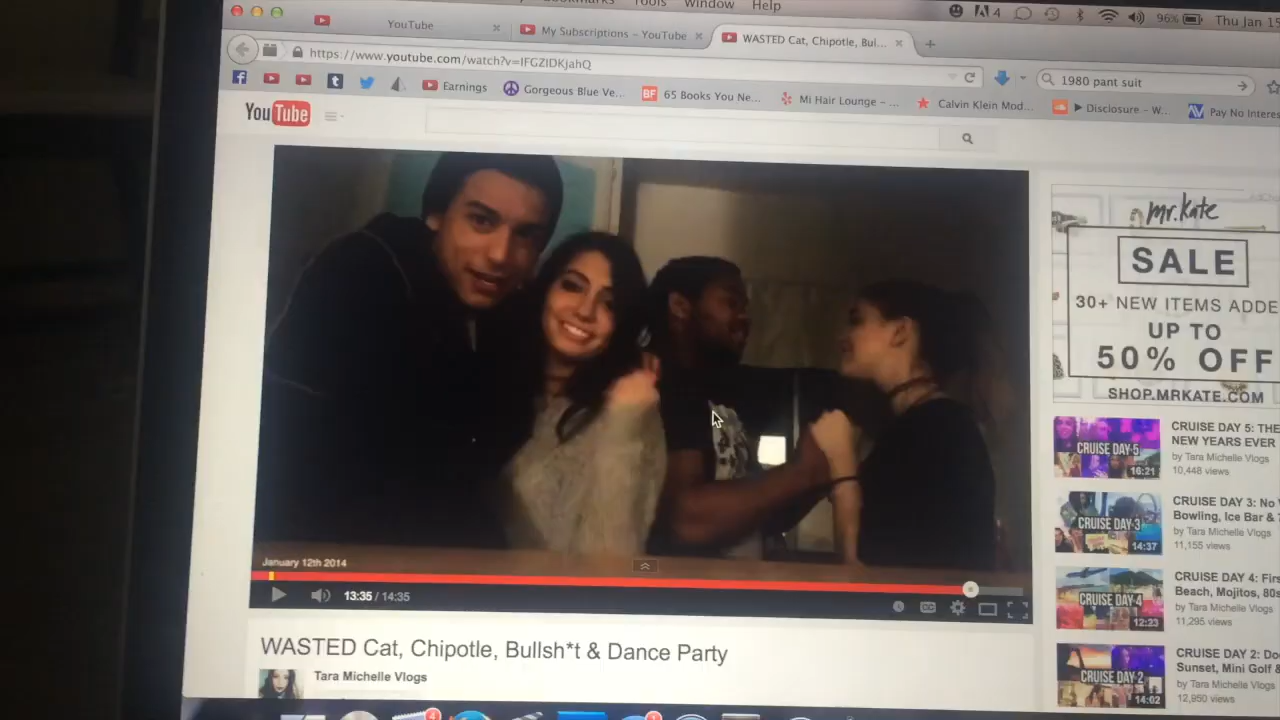 Bookmarks Tools Window Help
4 96% Thu Jan 15
YouTube
My Subscriptions – YouTube
WASTED Cat, Chipotle, Bul...
https://www.youtube.com/watch?v=IFGZIDKjahQ
1980 pant suit
Earnings
Gorgeous Blue Ve...
BF 65 Books You Ne...
Mi Hair Lounge – ...
Calvin Klein Mod...
▶ Disclosure – W...
Pay No Interes
YouTube
mr.kate
SALE
30+ NEW ITEMS ADDE
UP TO
50% OFF
SHOP.MRKATE.COM
January 12th 2014
13:35 / 14:35
CC
WASTED Cat, Chipotle, Bullsh*t & Dance Party
Tara Michelle Vlogs
CRUISE DAY-5
16:21
CRUISE DAY 5: THE
NEW YEARS EVER
by Tara Michelle Vlogs
10,448 views
CRUISE DAY-3
14:37
CRUISE DAY 3: No
Bowling, Ice Bar &
by Tara Michelle Vlogs
11,155 views
CRUISE DAY-4
12:23
CRUISE DAY 4: Firs
Beach, Mojitos, 80s
by Tara Michelle Vlogs
11,295 views
CRUISE DAY-2
14:02
CRUISE DAY 2: Do
Sunset, Mini Golf &
by Tara Michelle Vlogs
12,950 views